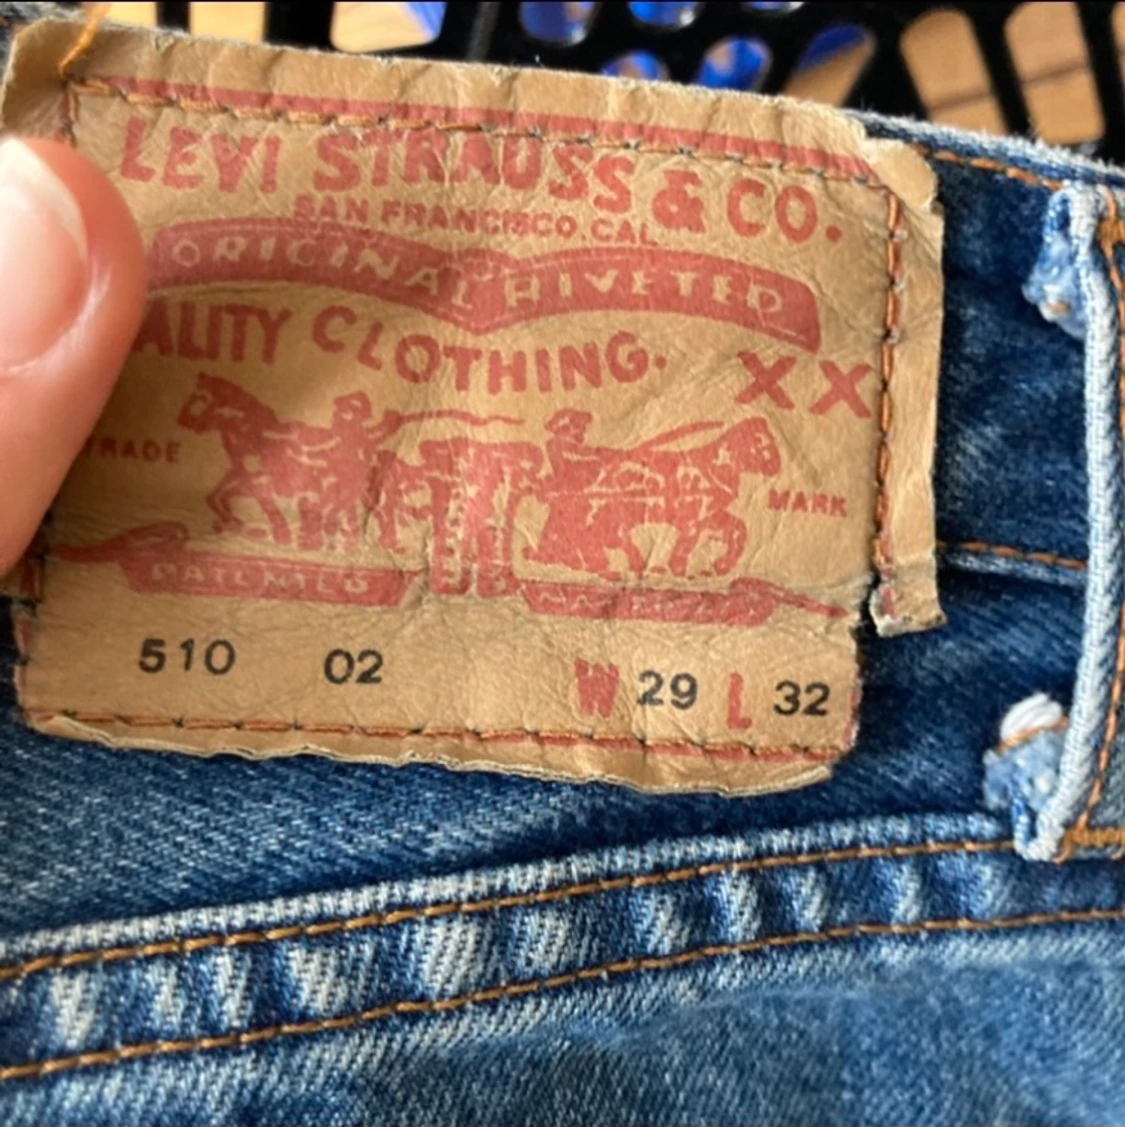 LEVI STRAUSS & CO.
SAN FRANCISCO, CAL
ORIGINAL RIVETED
ALITY CLOTHING. XX
TRADE MARK
510 02 W 29 L 32